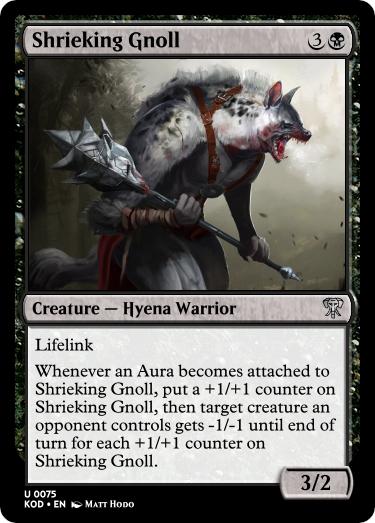 Shrieking Gnoll 3
Creature — Hyena Warrior
Lifelink
Whenever an Aura becomes attached to
Shrieking Gnoll, put a +1/+1 counter on
Shrieking Gnoll, then target creature an
opponent controls gets -1/-1 until end of
turn for each +1/+1 counter on
Shrieking Gnoll.
3/2
U 0075
KOD • EN Matt Hodo